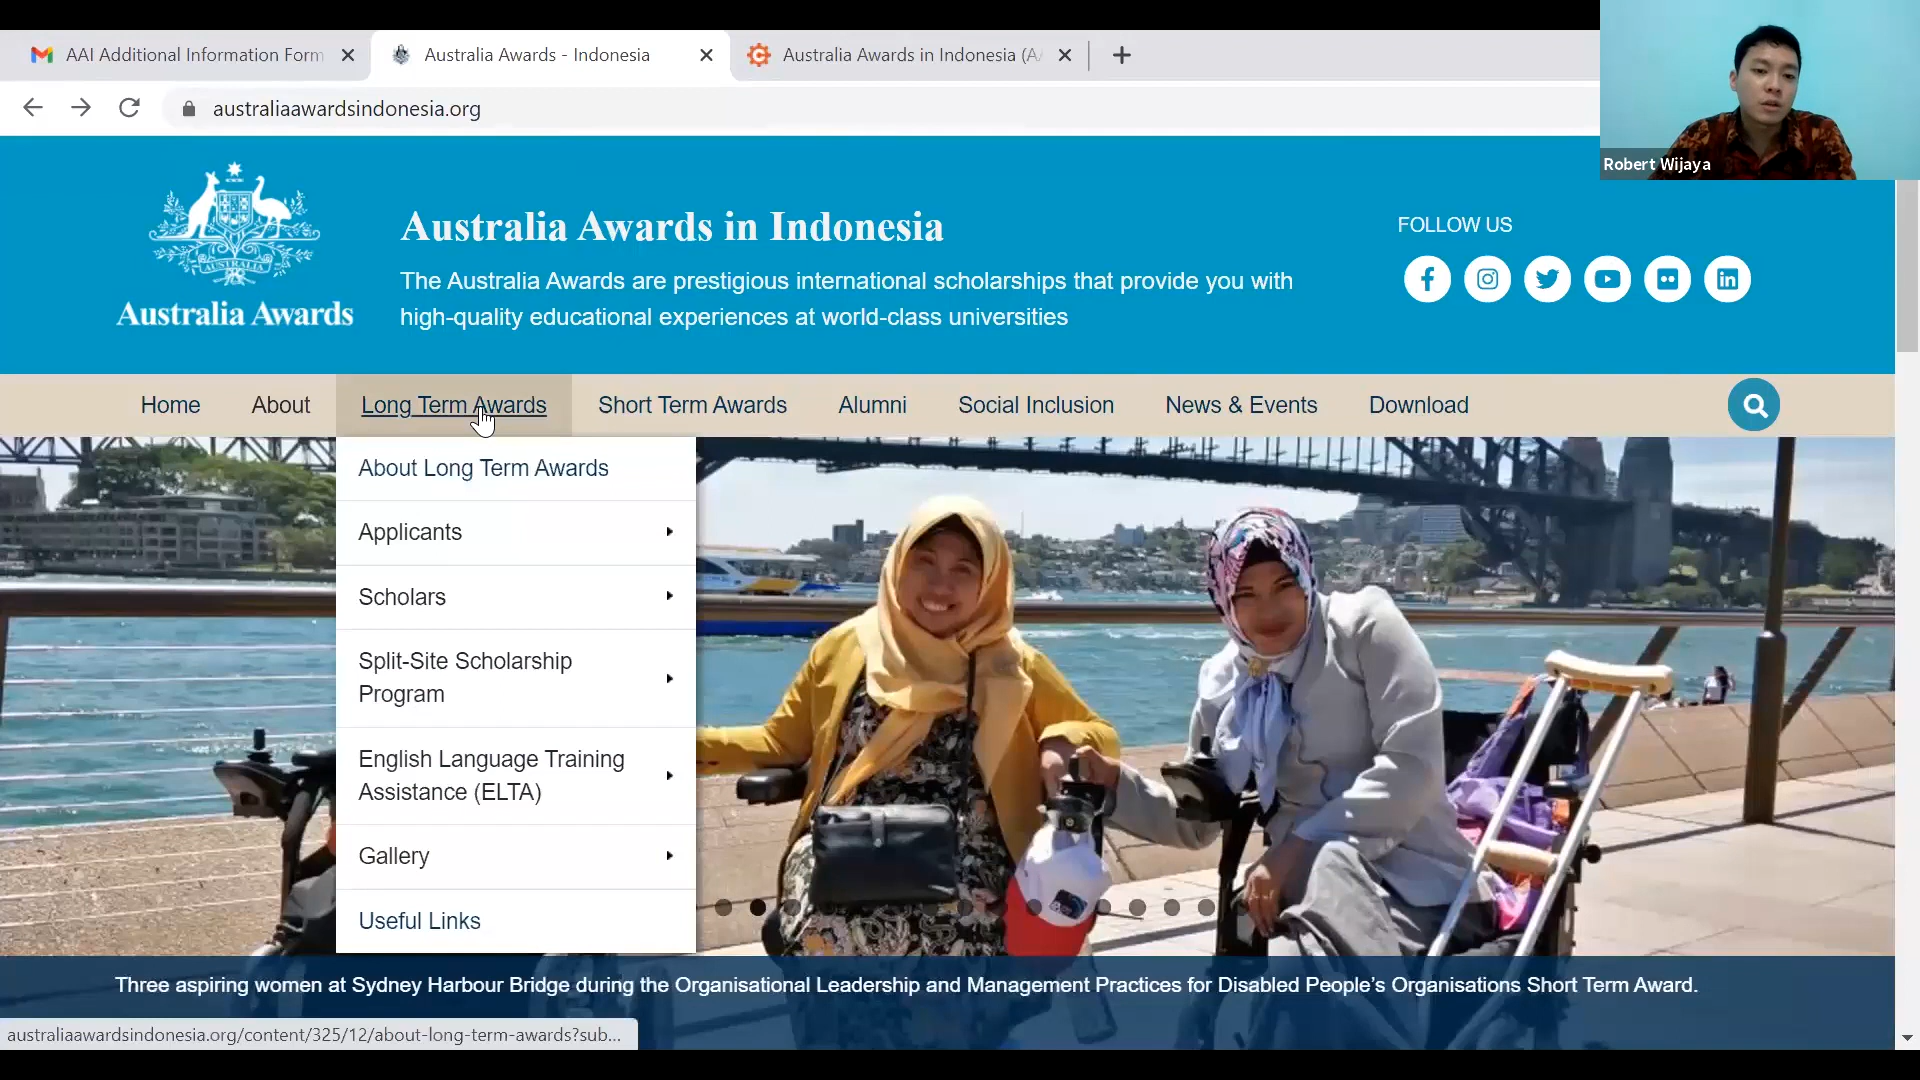 AAI Additional Information Form
Australia Awards - Indonesia
Australia Awards in Indonesia (A
australiaawardsindonesia.org
Robert Wijaya
AUSTRALIA
Australia Awards
Australia Awards in Indonesia
The Australia Awards are prestigious international scholarships that provide you with
high-quality educational experiences at world-class universities
FOLLOW US
Home
About
Long Term Awards
Short Term Awards
Alumni
Social Inclusion
News & Events
Download
About Long Term Awards
Applicants
Scholars
Split-Site Scholarship
Program
English Language Training
Assistance (ELTA)
Gallery
Useful Links
Three aspiring women at Sydney Harbour Bridge during the Organisational Leadership and Management Practices for Disabled People’s Organisations Short Term Award.
australiaawardsindonesia.org/content/325/12/about-long-term-awards?sub...